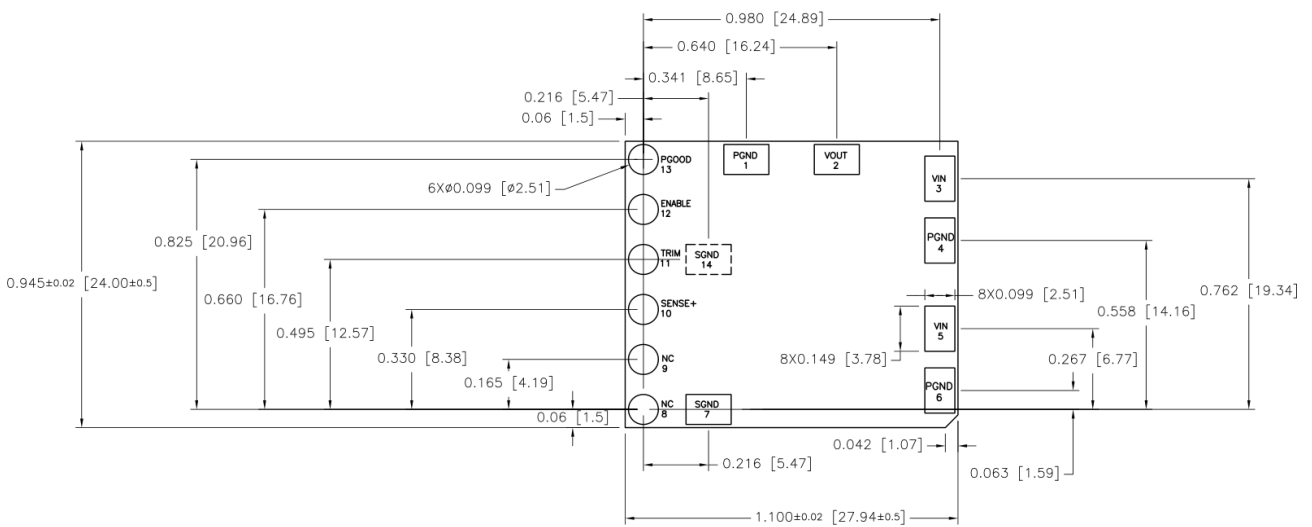 0.980 [24.89]
0.640 [16.24]
0.341 [8.65]
0.216 [5.47]
0.06 [1.5]
PGOOD
13
PGND
1
VOUT
2
VIN
3
6XØ0.099 [Ø2.51]
ENABLE
12
PGND
4
0.825 [20.96]
TRIM
11
SGND
14
0.945±0.02 [24.00±0.5]
0.762 [19.34]
8X0.099 [2.51]
0.660 [16.76]
SENSE+
10
0.558 [14.16]
VIN
5
0.495 [12.57]
0.330 [8.38]
NC
9
8X0.149 [3.78]
0.267 [6.77]
0.165 [4.19]
PGND
6
NC
8
SGND
7
0.06 [1.5]
0.042 [1.07]
0.216 [5.47]
0.063 [1.59]
1.100±0.02 [27.94±0.5]